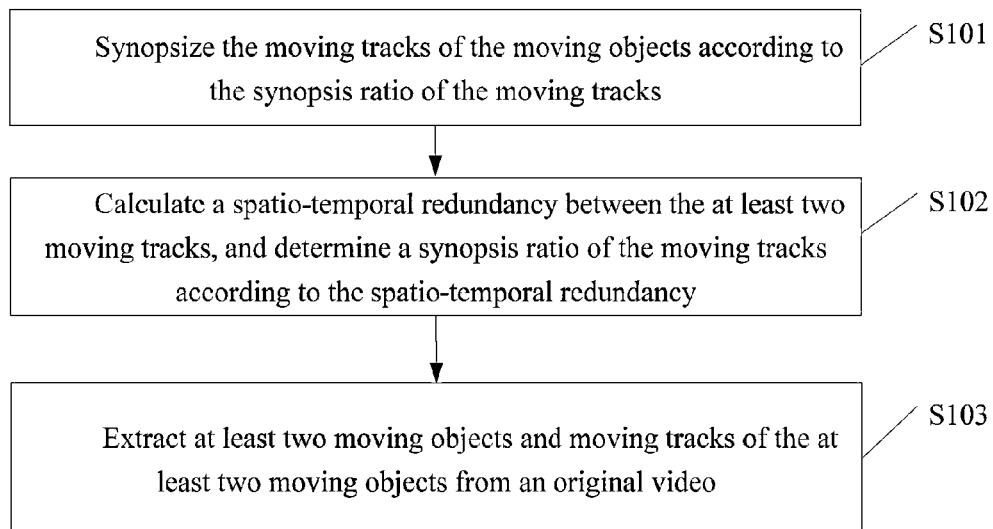 Synopsize the moving tracks of the moving objects according to
the synopsis ratio of the moving tracks
S101
Calculate a spatio-temporal redundancy between the at least two
moving tracks, and determine a synopsis ratio of the moving tracks
according to the spatio-temporal redundancy
S102
Extract at least two moving objects and moving tracks of the at
least two moving objects from an original video
S103